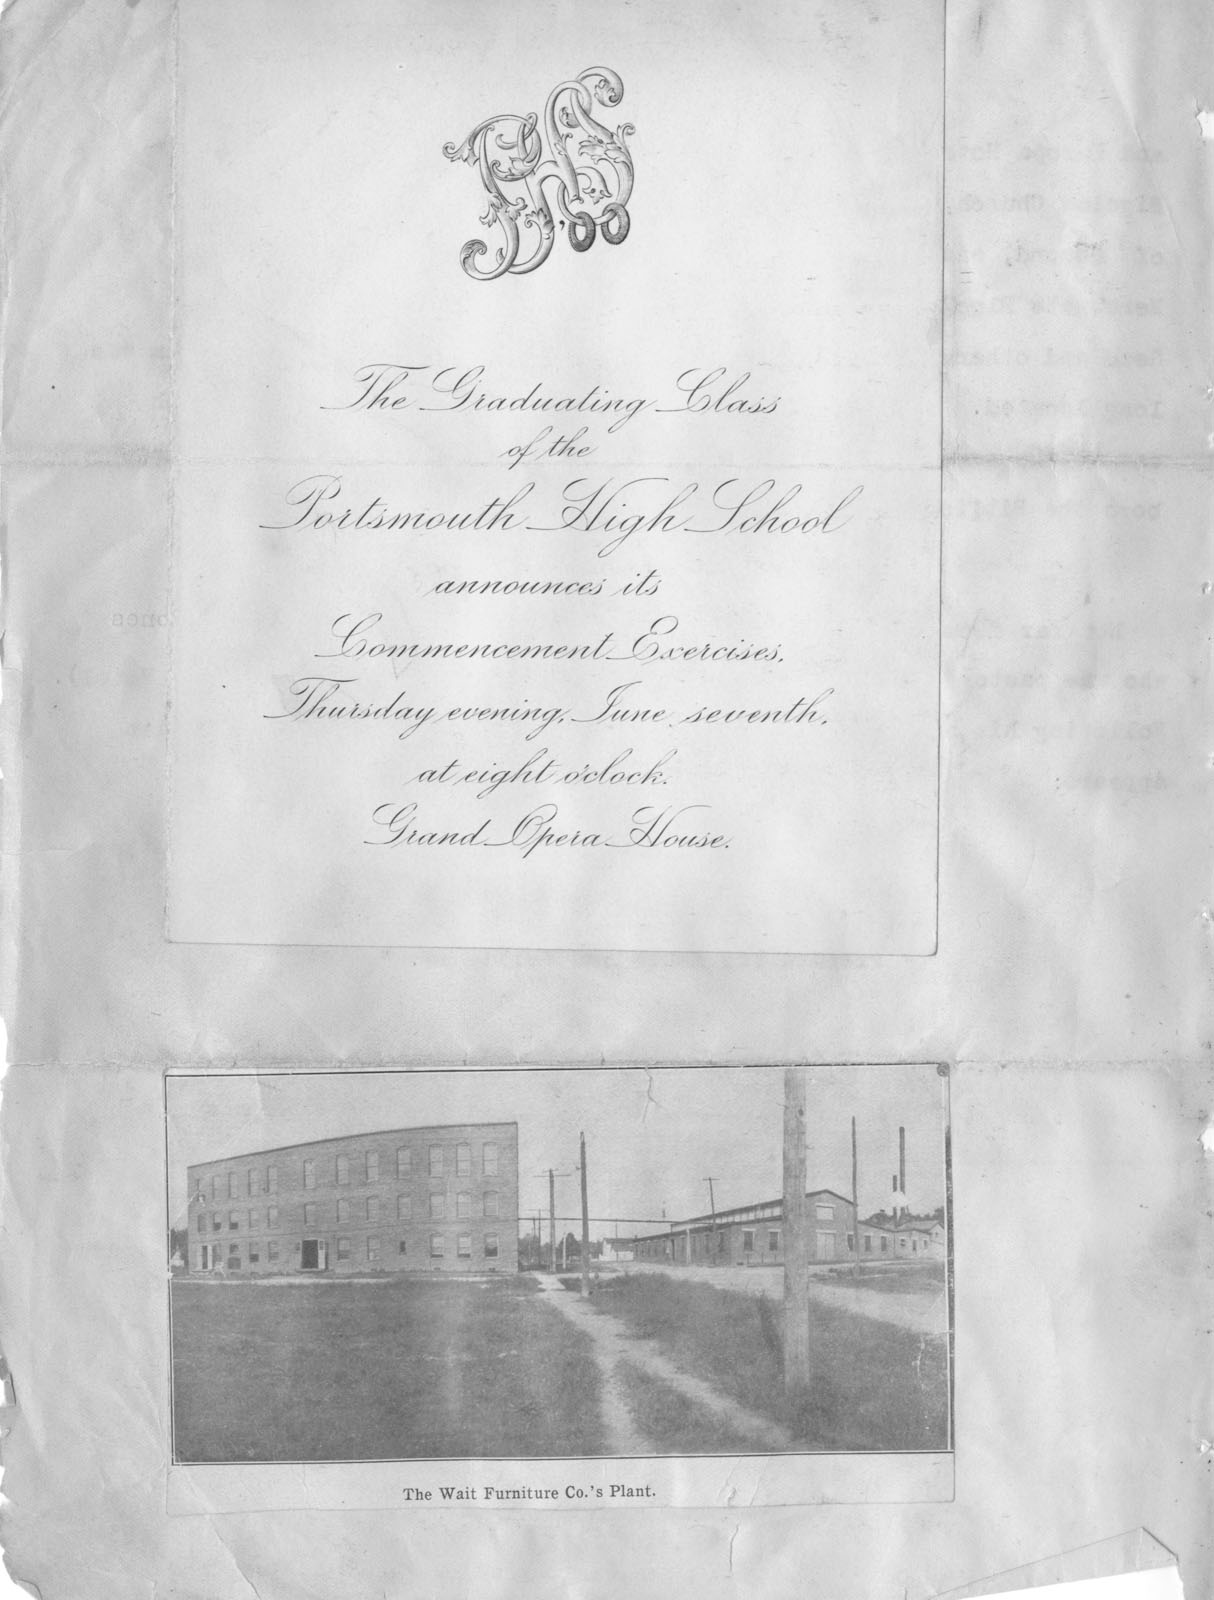 P.H.S.
'00
The Graduating Class
of the
Portsmouth High School
announces its
Commencement Exercises,
Thursday evening, June seventh,
at eight o'clock.
Grand Opera House.
The Wait Furniture Co.'s Plant.